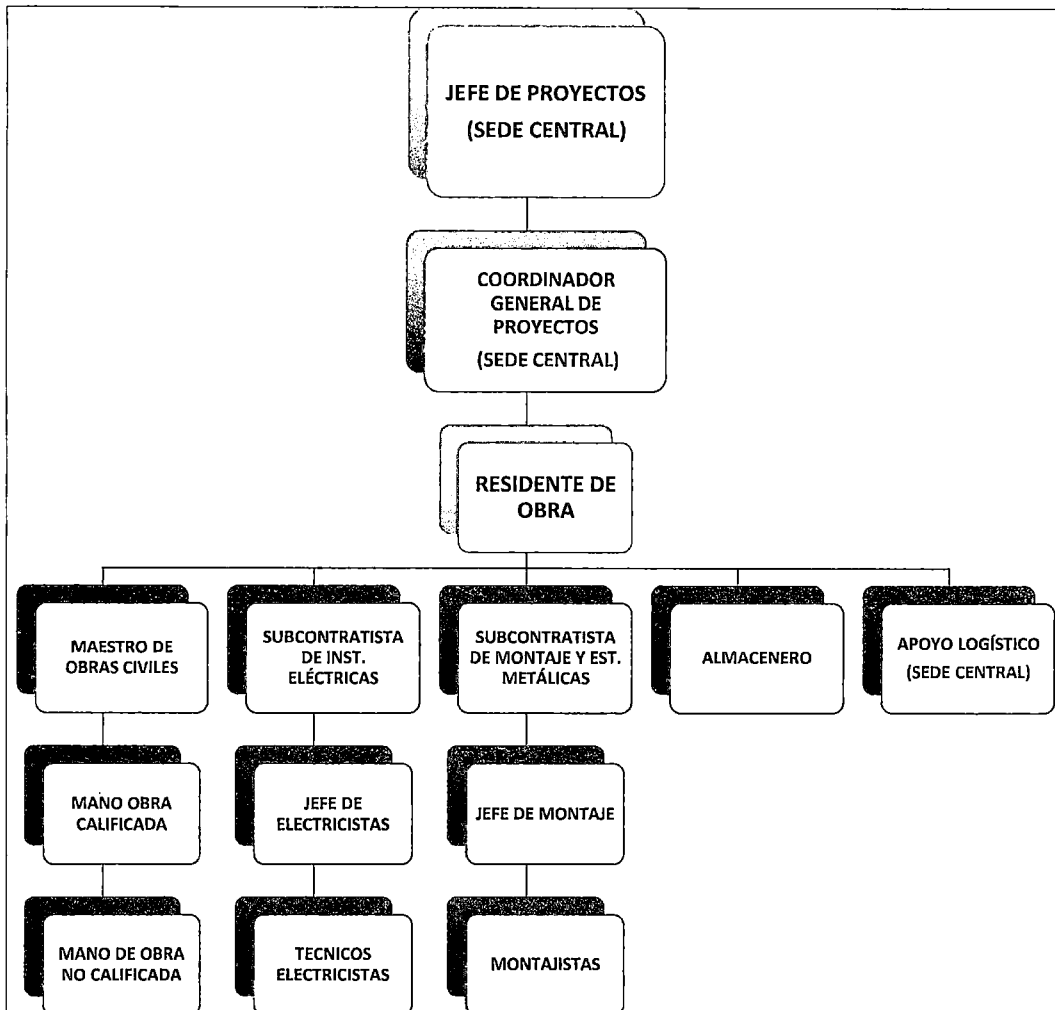 JEFE DE PROYECTOS
(SEDE CENTRAL)
COORDINADOR
GENERAL DE
PROYECTOS
(SEDE CENTRAL)
RESIDENTE DE
OBRA
MAESTRO DE
OBRAS CIVILES
SUBCONTRATISTA
DE INST.
ELÉCTRICAS
SUBCONTRATISTA
DE MONTAJE Y EST.
METÁLICAS
ALMACENERO
APOYO LOGÍSTICO
(SEDE CENTRAL)
MANO OBRA
CALIFICADA
JEFE DE
ELECTRICISTAS
JEFE DE MONTAJE
MANO DE OBRA
NO CALIFICADA
TECNICOS
ELECTRICISTAS
MONTAJISTAS